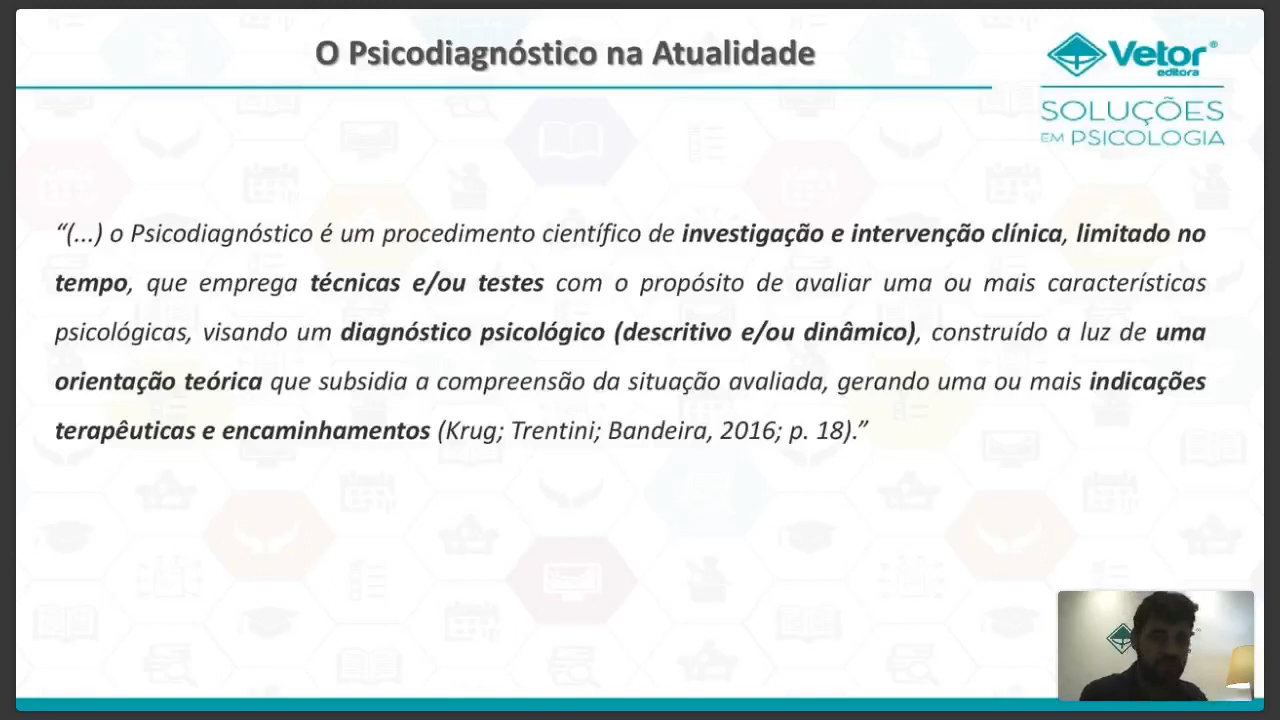 O Psicodiagnóstico na Atualidade
Vetor®
editora
SOLUÇÕES
EM PSICOLOGIA
“(...) o Psicodiagnóstico é um procedimento científico de investigação e intervenção clínica, limitado no
tempo, que emprega técnicas e/ou testes com o propósito de avaliar uma ou mais características
psicológicas, visando um diagnóstico psicológico (descritivo e/ou dinâmico), construído a luz de uma
orientação teórica que subsidia a compreensão da situação avaliada, gerando uma ou mais indicações
terapêuticas e encaminhamentos (Krug; Trentini; Bandeira, 2016; p. 18).”